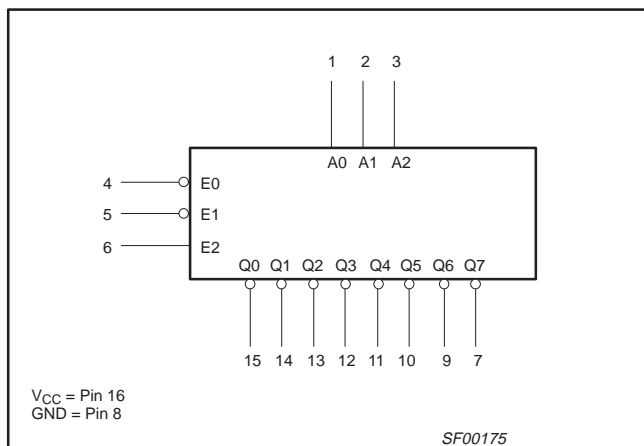 1 2 3
A0 A1 A2
4 E0
5 E1
6 E2
Q0 Q1 Q2 Q3 Q4 Q5 Q6 Q7
15 14 13 12 11 10 9 7
VCC = Pin 16
GND = Pin 8
SF00175